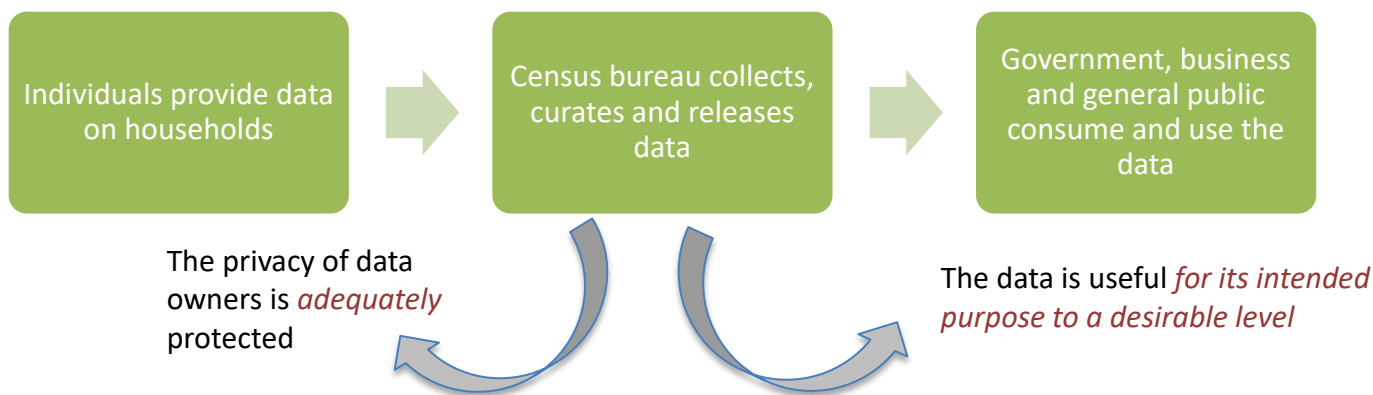 Individuals provide data
on households
Census bureau collects,
curates and releases
data
Government, business
and general public
consume and use the
data
The privacy of data
owners is adequately
protected
The data is useful for its intended
purpose to a desirable level